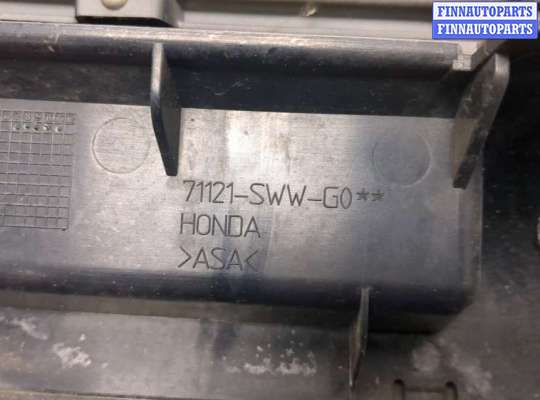 FINNAUTOPARTS
FINNAUTOPARTS
71121-SWW-G0**
HONDA
>ASA<